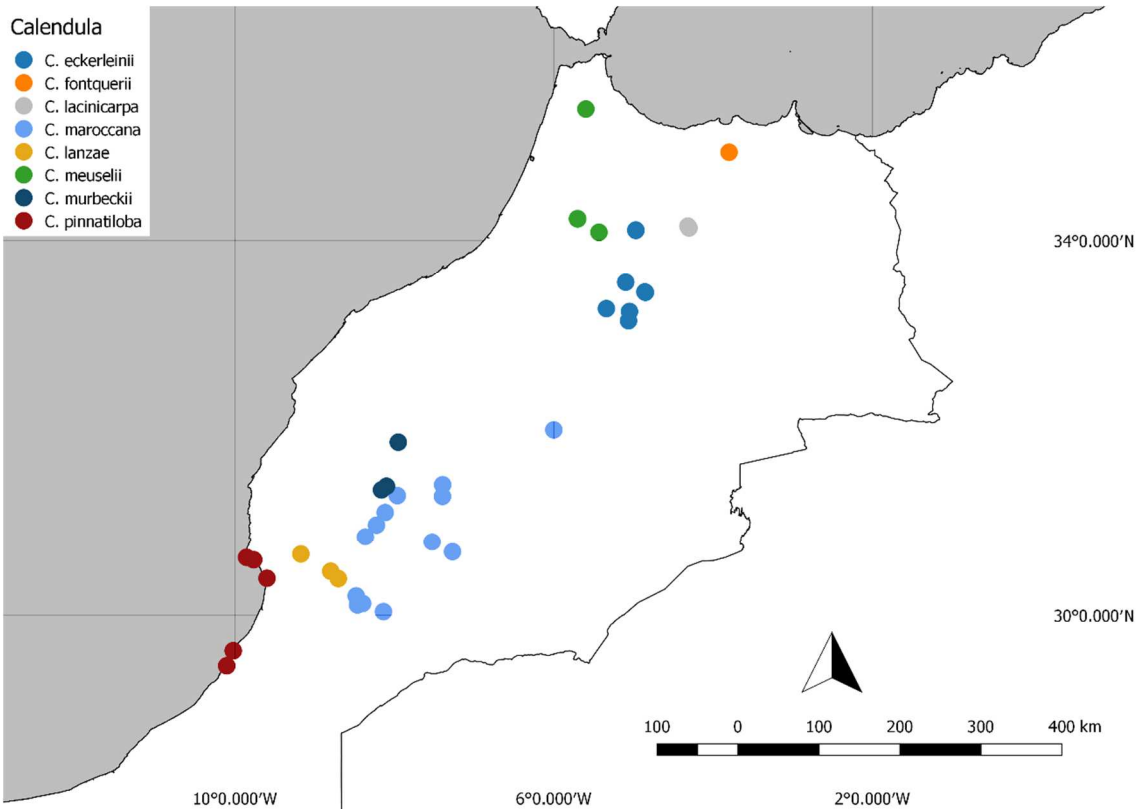 Calendula
C. eckerleinii
C. fontquerii
C. lacinicarpa
C. maroccana
C. lanzae
C. meuselii
C. murbeckii
C. pinnatiloba
34°0.000'N
30°0.000'N
100 0 100 200 300 400 km
10°0.000'W 6°0.000'W 2°0.000'W